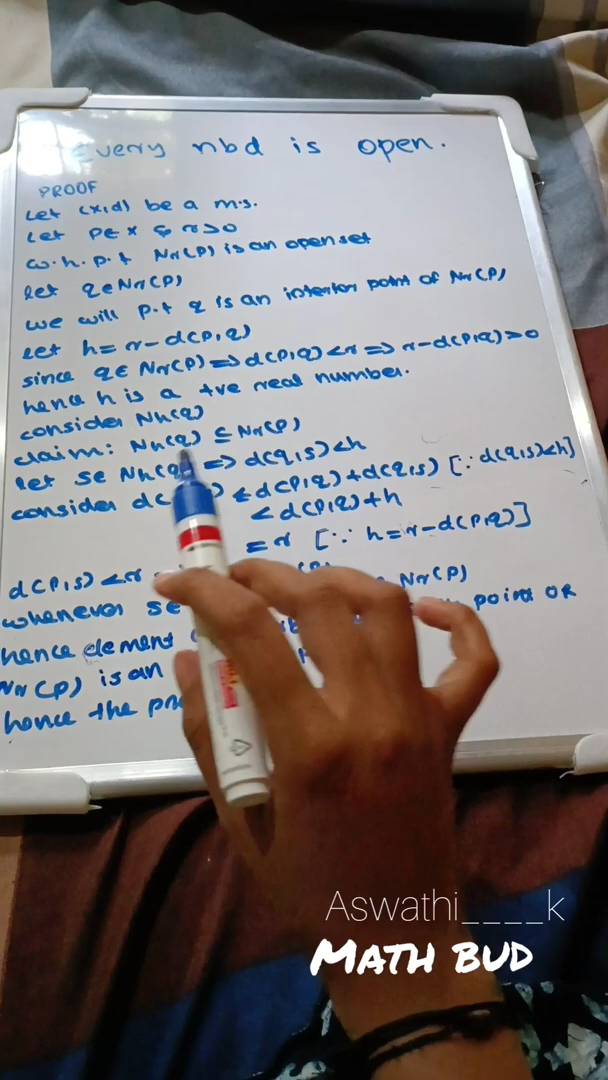 every nbd is open.
PROOF
Let (X,d) be a m.s.
Let P∈X & r>0
w.h.p.t Nr(P) is an open set
let q∈Nr(P)
we will p.t q is an interior point of Nr(P)
Let h=r-d(P,q)
since q∈Nr(P)⇒d(P,q)<r⇒r-d(P,q)>0
hence h is a +ve real number.
consider Nh(q)
claim: Nh(q)⊆Nr(P)
let s∈Nh(q)⇒d(q,s)<h
consider d( ) ≤d(P,q)+d(q,s) [∵d(q,s)<h]
<d(P,q)+h
=r [∵ h=r-d(P,q)]
d(P,s)<r
whenever s∈ Nr(P)
hence element point OR
Nr(P) is an
hence the
Aswathi____k
MATH BUD